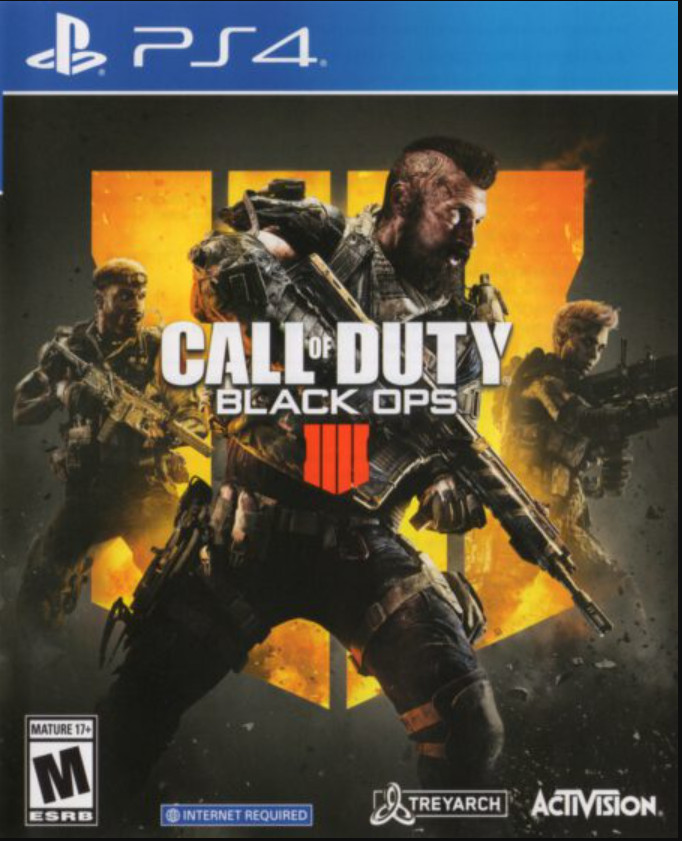 PS4
CALL OF DUTY
BLACK OPS
IIII
MATURE 17+
M
ESRB
INTERNET REQUIRED
TREYARCH
ACTIVISION